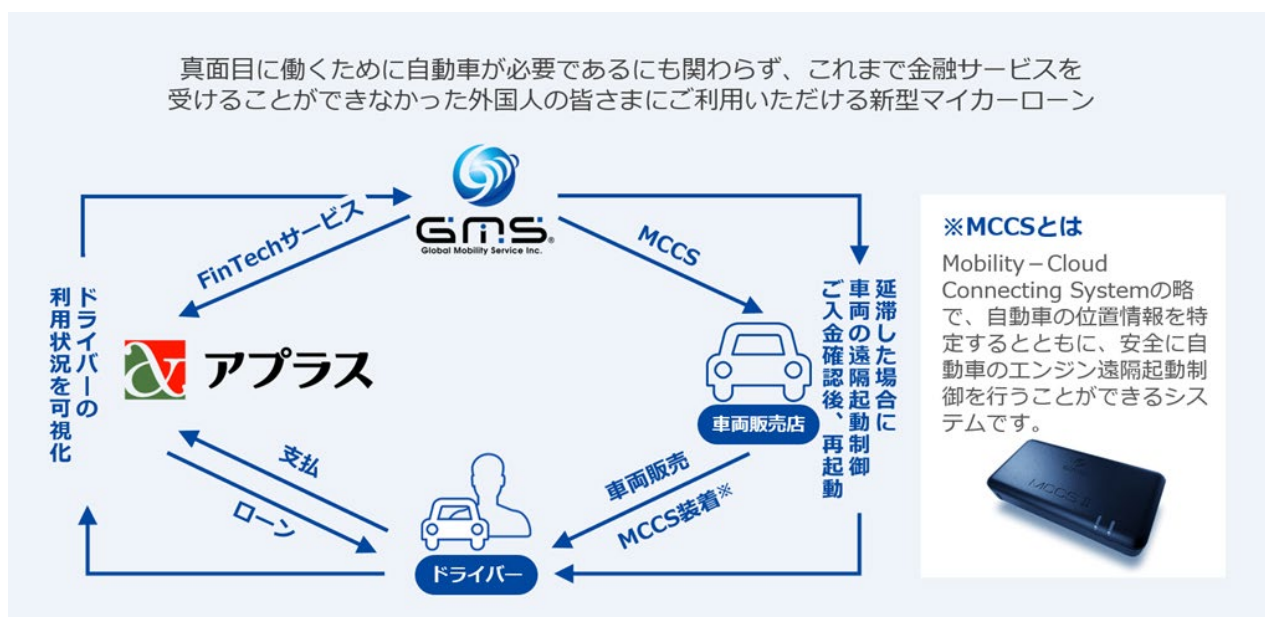 真面目に働くために自動車が必要であるにも関わらず、これまで金融サービスを
受けることができなかった外国人の皆さまにご利用いただける新型マイカーローン
GMS®
Global Mobility Service Inc.
FinTechサービス
MCCS
ドライバーの
利用状況を可視化
アプラス
車両販売店
延滞した場合に
車両の遠隔起動制御
ご入金確認後、再起動
支払
ローン
車両販売
MCCS装着※
ドライバー
※MCCSとは
Mobility－Cloud
Connecting Systemの略
で、自動車の位置情報を特
定するとともに、安全に自
動車のエンジン遠隔起動制
御を行うことができるシス
テムです。
MCCS II